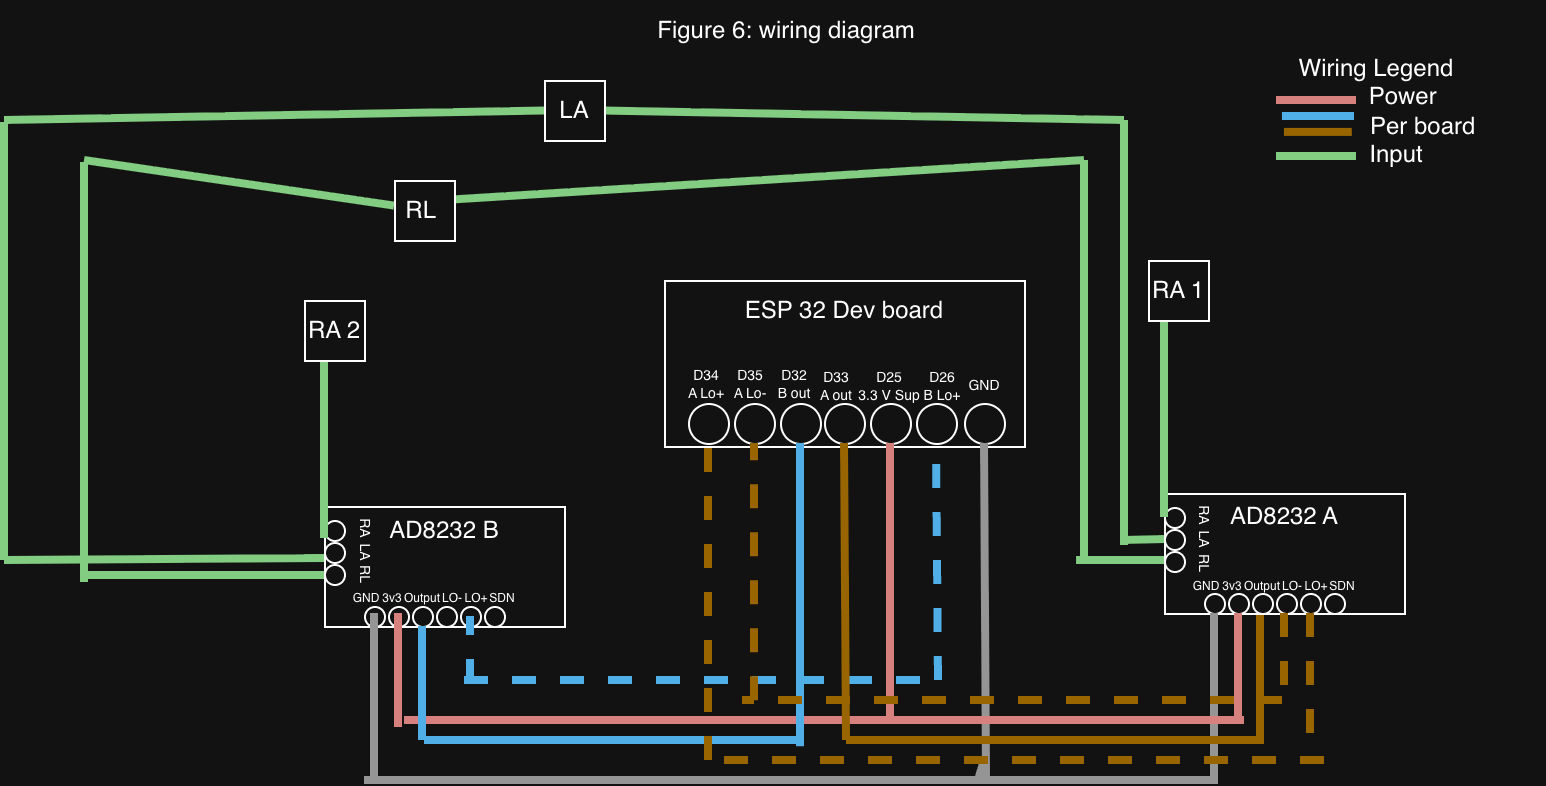 Figure 6: wiring diagram
Wiring Legend
Power
Per board
Input
LA
RL
RA 1
RA 2
ESP 32 Dev board
D34 D35 D32 D33 D25 D26 GND
A Lo+ A Lo- B out A out 3.3 V Sup B Lo+
AD8232 B
RA LA RL
GND 3v3 Output LO- LO+ SDN
AD8232 A
RA LA RL
GND 3v3 Output LO- LO+ SDN